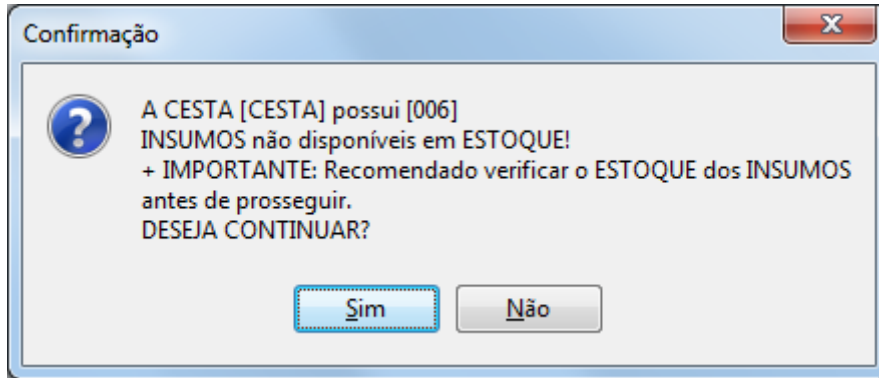 Confirmação
A CESTA [CESTA] possui [006]
INSUMOS não disponíveis em ESTOQUE!
+ IMPORTANTE: Recomendado verificar o ESTOQUE dos INSUMOS
antes de prosseguir.
DESEJA CONTINUAR?
Sim Não